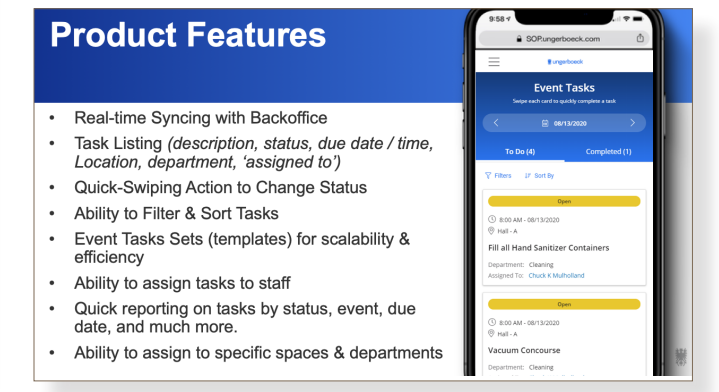 Product Features
• Real-time Syncing with Backoffice
• Task Listing (description, status, due date / time,
Location, department, 'assigned to')
• Quick-Swiping Action to Change Status
• Ability to Filter & Sort Tasks
• Event Tasks Sets (templates) for scalability &
efficiency
• Ability to assign tasks to staff
• Quick reporting on tasks by status, event, due
date, and much more.
• Ability to assign to specific spaces & departments
9:58
SOP.ungerboeck.com
ungerboeck
Event Tasks
Swipe each card to quickly complete a task
08/13/2020
To Do (4) Completed (1)
Filters Sort By
Open
8:00 AM - 08/13/2020
Hall - A
Fill all Hand Sanitizer Containers
Department: Cleaning
Assigned To: Chuck K Mulholland
Open
8:00 AM - 08/13/2020
Hall - A
Vacuum Concourse
Department: Cleaning